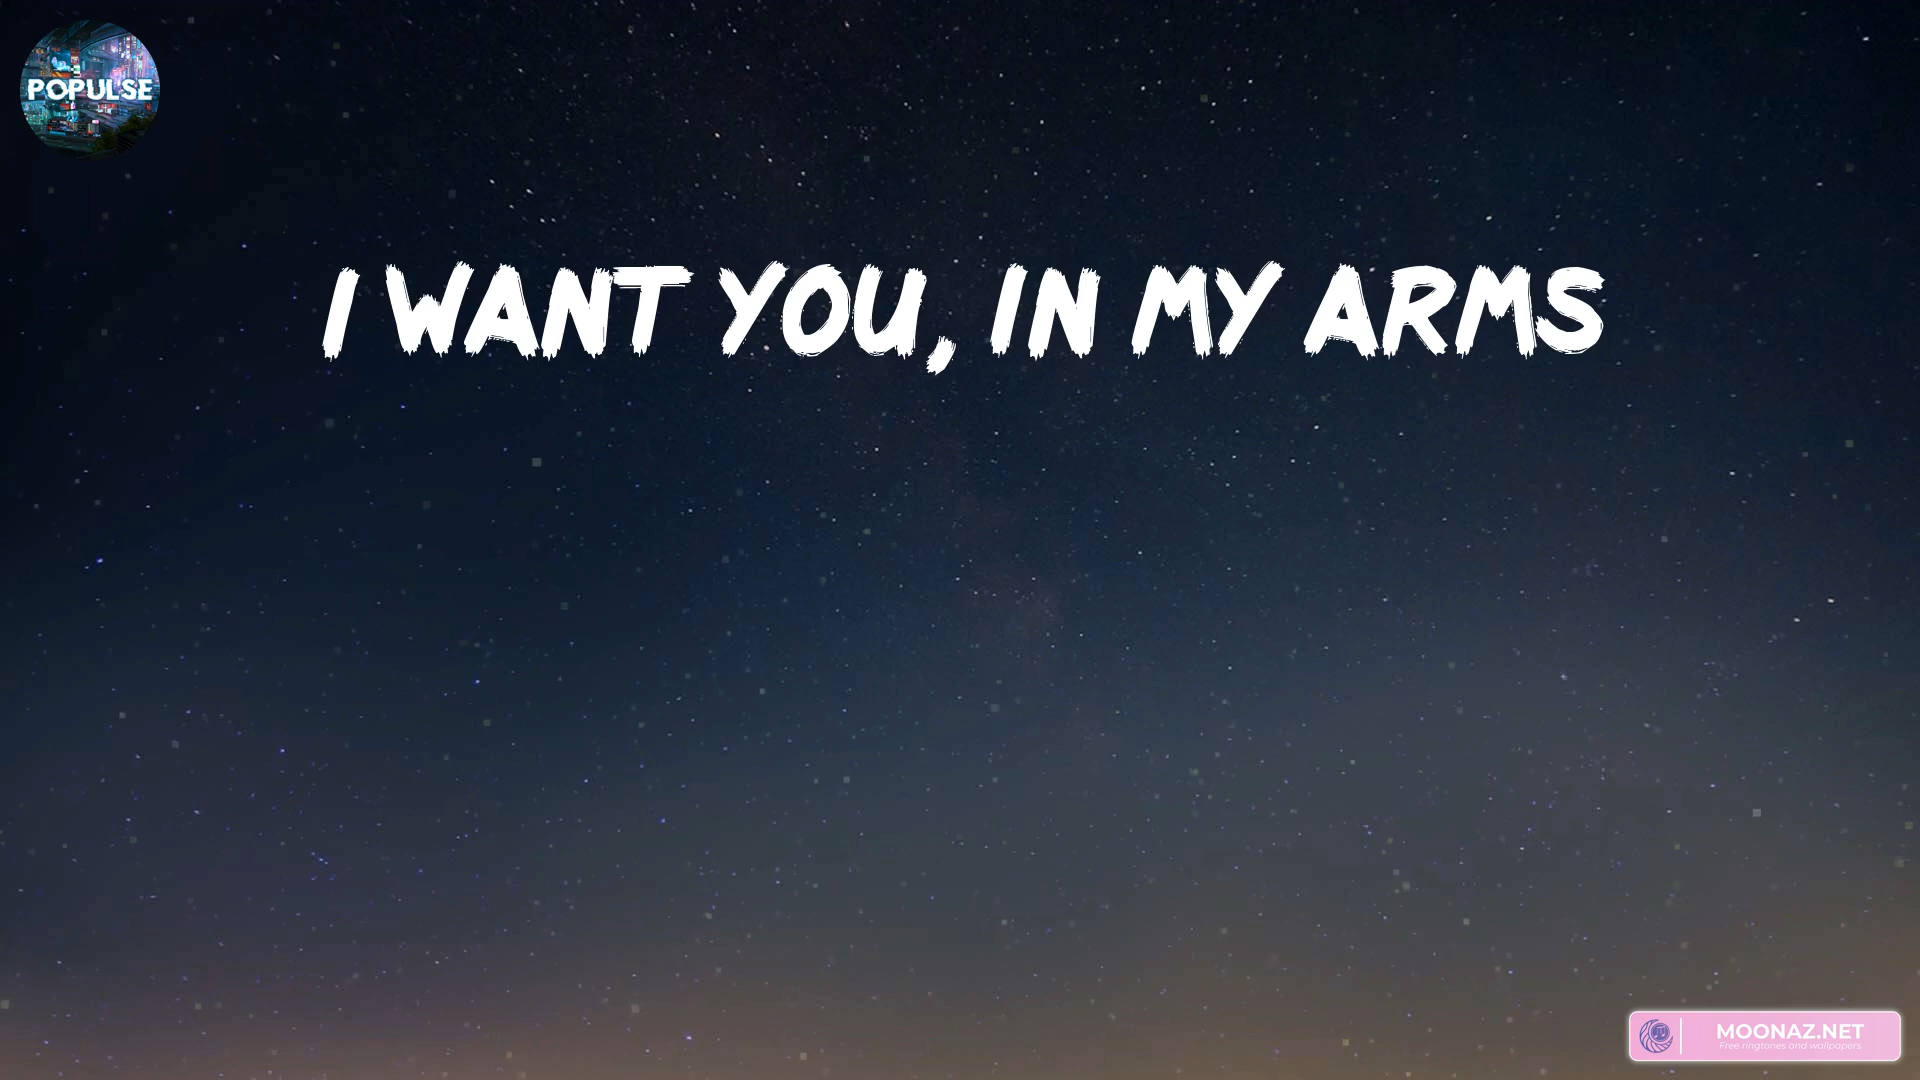 POPULSE
I WANT YOU, IN MY ARMS
MOONAZ.NET
Free ringtones and wallpapers